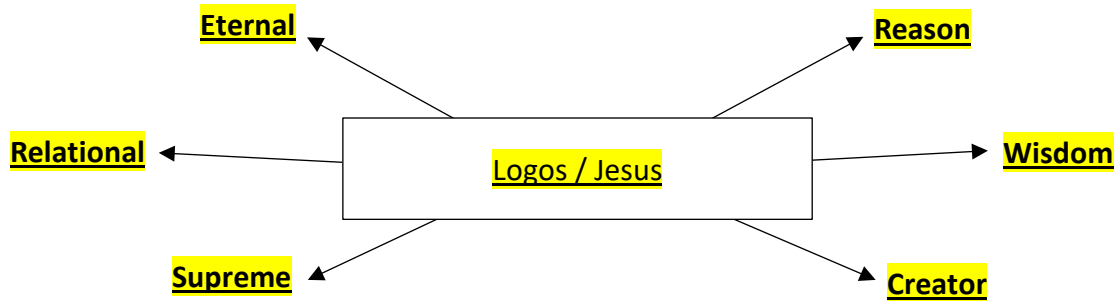 Eternal
Reason
Relational
Logos / Jesus
Wisdom
Supreme
Creator